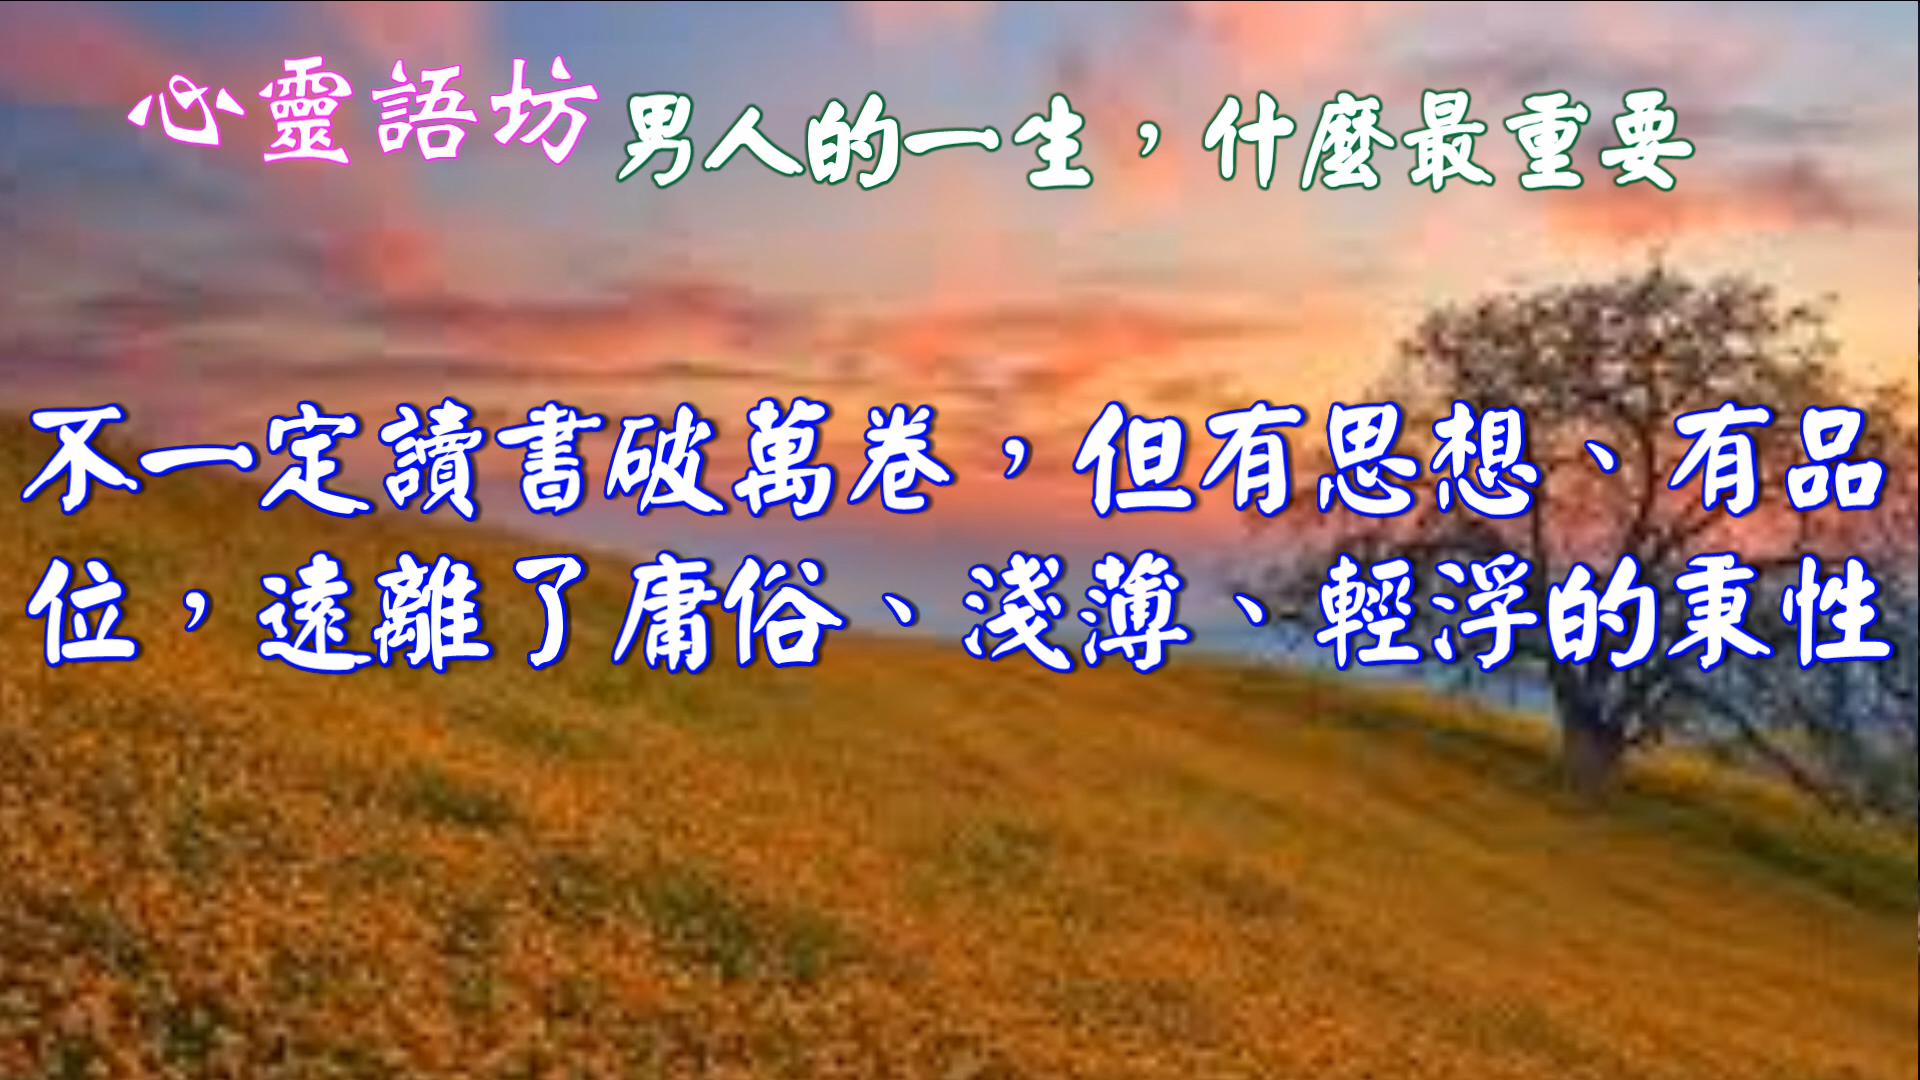 心靈語坊 男人的一生，什麼最重要
不一定讀書破萬卷，但有思想、有品
位，遠離了庸俗、淺薄、輕浮的秉性